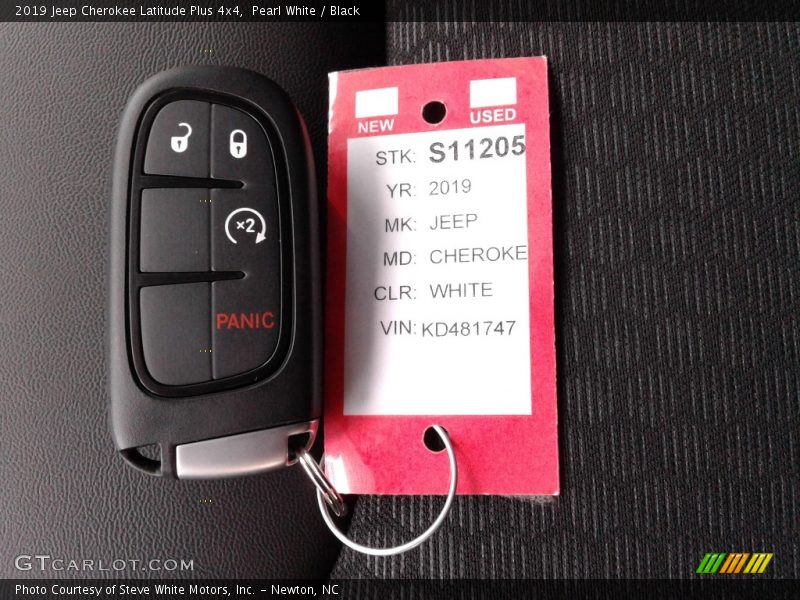 2019 Jeep Cherokee Latitude Plus 4x4, Pearl White / Black
NEW USED
STK: S11205
YR: 2019
MK: JEEP
MD: CHEROKE
CLR: WHITE
VIN: KD481747
×2
PANIC
GTCARLOT.COM
Photo Courtesy of Steve White Motors, Inc. – Newton, NC